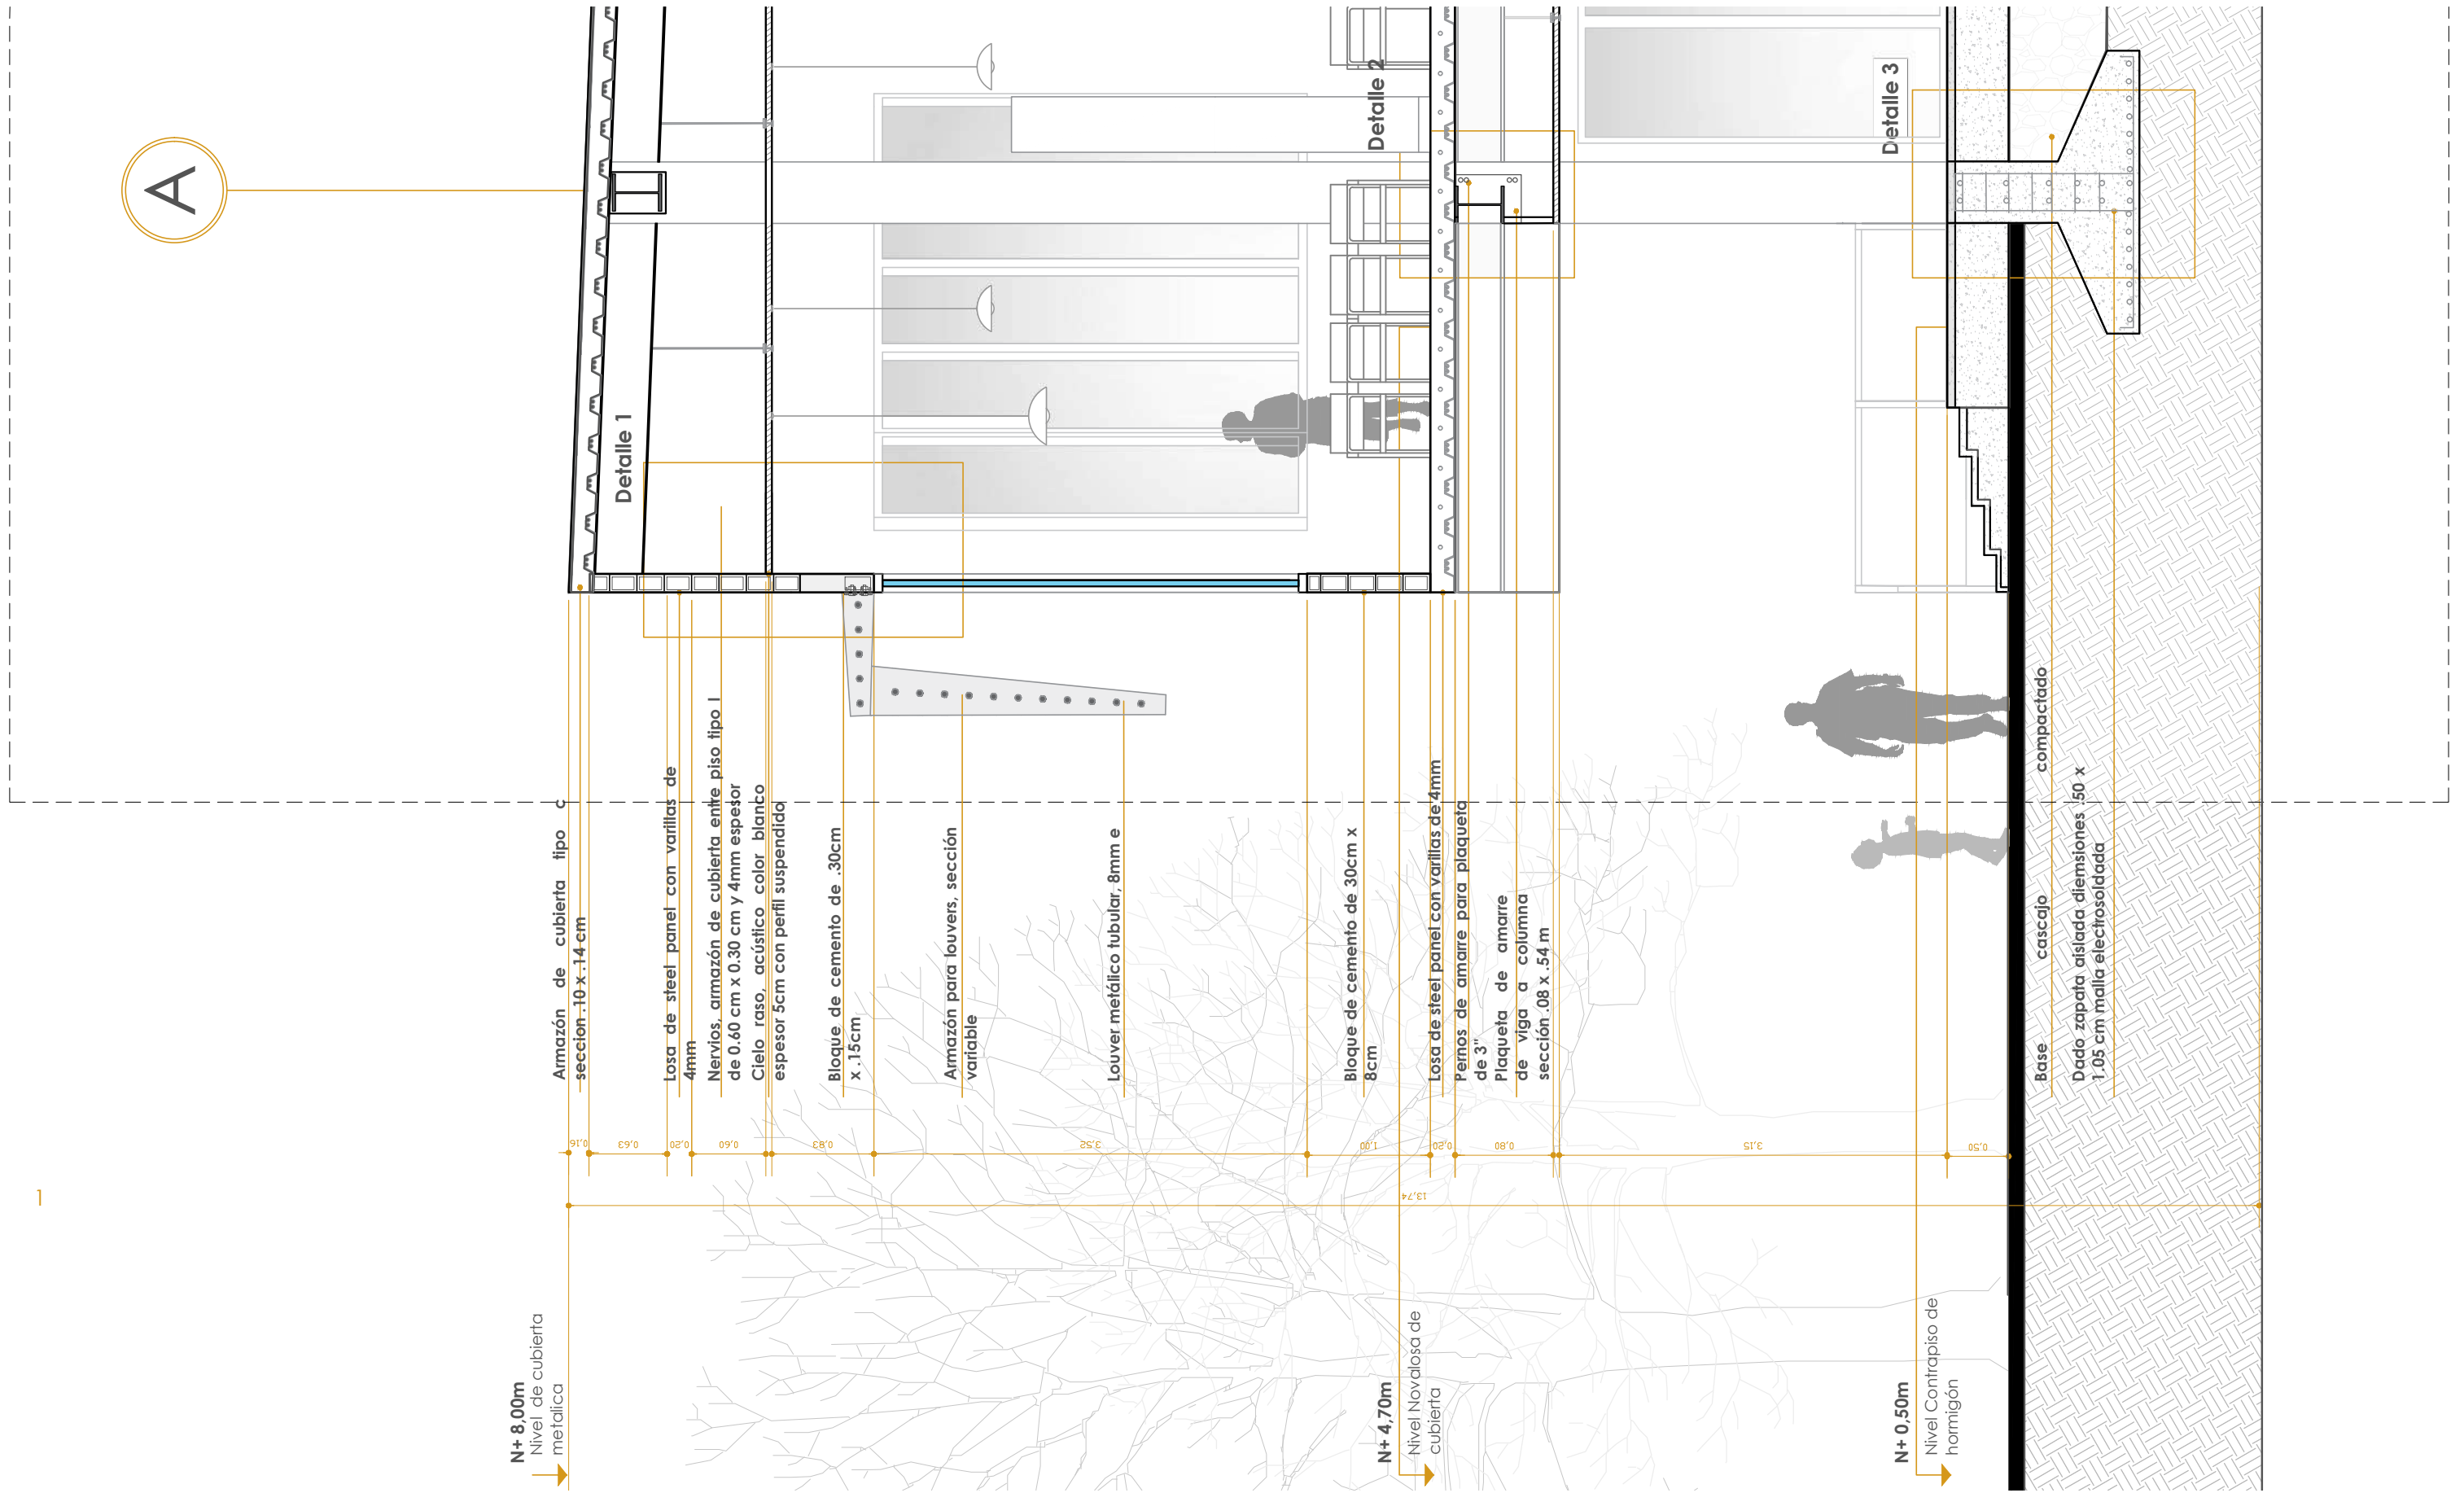 A
Detalle 1
Detalle 2
Detalle 3
Armazón de cubierta tipo c
seccion .10 x .14 cm
Losa de steel panel con varillas de
4mm
Nervios, armazón de cubierta entre piso tipo I
de 0.60 cm x 0.30 cm y 4mm espesor
Cielo raso, acústico color blanco
espesor 5cm con perfil suspendido
Bloque de cemento de .30cm
x .15cm
Armazón para louvers, sección
variable
Louver metálico tubular, 8mm e
Bloque de cemento de 30cm x
8cm
Losa de steel panel con varillas de 4mm
Pernos de amarre para plaqueta
de 3"
Plaqueta de amarre
de viga a columna
sección .08 x .54 m
Base cascajo compactado
Dado zapata aislada diemsiones .50 x
1.05 cm malla electrosoldada
0,16
0,63
0,20
0,60
0,83
3,52
1,00
0,20
0,80
3,15
0,50
13,74
1
N+ 8,00m
Nivel de cubierta
metalica
N+ 4,70m
Nivel Novalosa de
cubierta
N+ 0,50m
Nivel Contrapiso de
hormigón